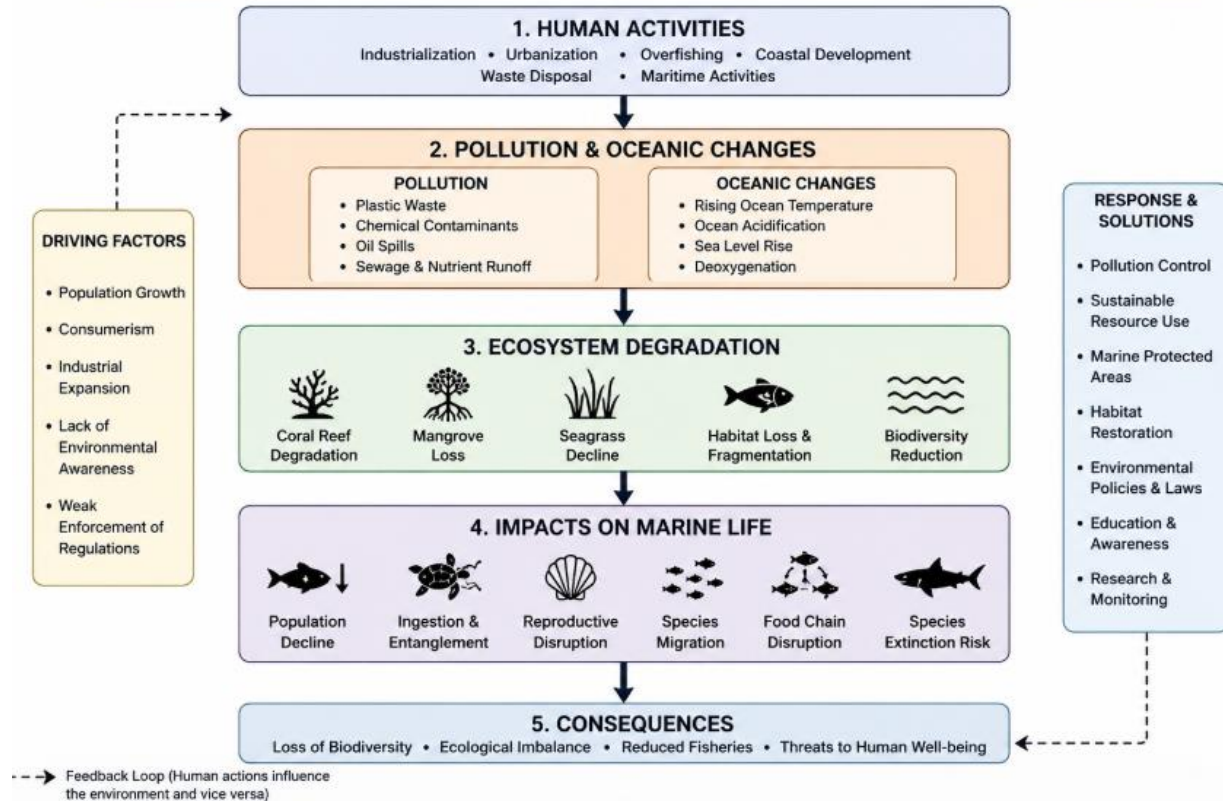 1. HUMAN ACTIVITIES
Industrialization • Urbanization • Overfishing • Coastal Development
Waste Disposal • Maritime Activities
2. POLLUTION & OCEANIC CHANGES
POLLUTION
• Plastic Waste
• Chemical Contaminants
• Oil Spills
• Sewage & Nutrient Runoff
OCEANIC CHANGES
• Rising Ocean Temperature
• Ocean Acidification
• Sea Level Rise
• Deoxygenation
DRIVING FACTORS
• Population Growth
• Consumerism
• Industrial
Expansion
• Lack of
Environmental
Awareness
• Weak
Enforcement of
Regulations
3. ECOSYSTEM DEGRADATION
Coral Reef
Degradation
Mangrove
Loss
Seagrass
Decline
Habitat Loss &
Fragmentation
Biodiversity
Reduction
4. IMPACTS ON MARINE LIFE
Population
Decline
Ingestion &
Entanglement
Reproductive
Disruption
Species
Migration
Food Chain
Disruption
Species
Extinction Risk
RESPONSE &
SOLUTIONS
• Pollution Control
• Sustainable
Resource Use
• Marine Protected
Areas
• Habitat
Restoration
• Environmental
Policies & Laws
• Education &
Awareness
• Research &
Monitoring
5. CONSEQUENCES
Loss of Biodiversity • Ecological Imbalance • Reduced Fisheries • Threats to Human Well-being
Feedback Loop (Human actions influence
the environment and vice versa)